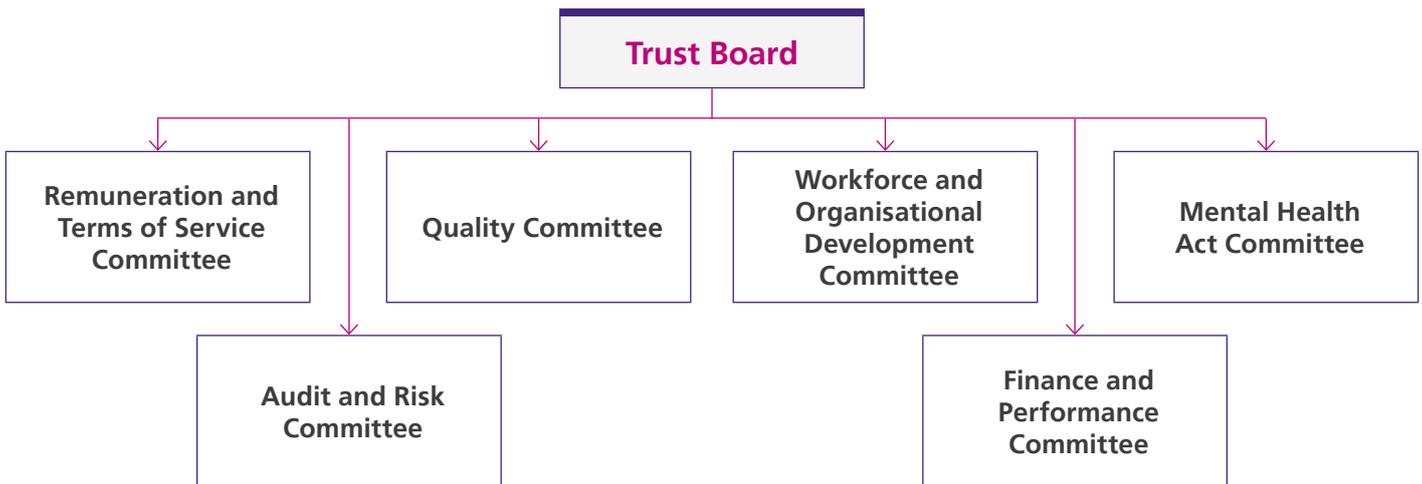 Trust Board
Remuneration and
Terms of Service
Committee
Quality Committee
Workforce and
Organisational
Development
Committee
Mental Health
Act Committee
Audit and Risk
Committee
Finance and
Performance
Committee